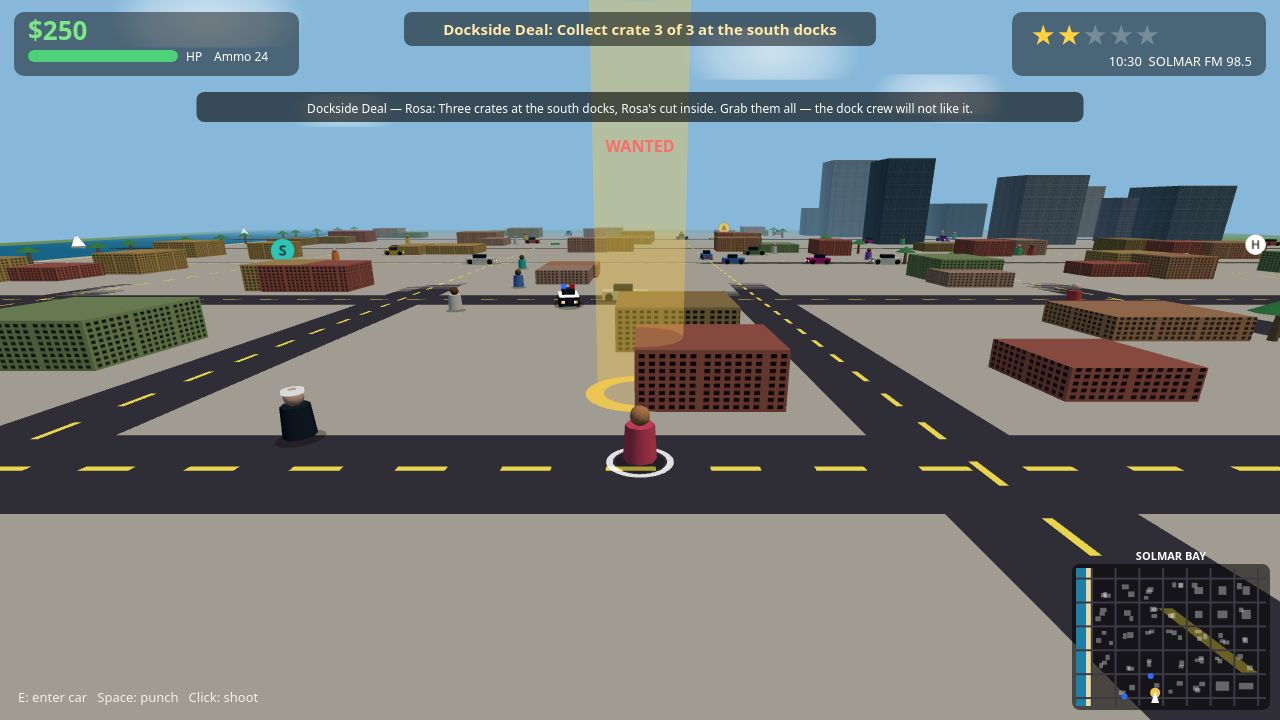 $250
HP Ammo 24
Dockside Deal: Collect crate 3 of 3 at the south docks
10:30 SOLMAR FM 98.5
Dockside Deal — Rosa: Three crates at the south docks, Rosa's cut inside. Grab them all — the dock crew will not like it.
WANTED
A
S
H
SOLMAR BAY
E: enter car Space: punch Click: shoot